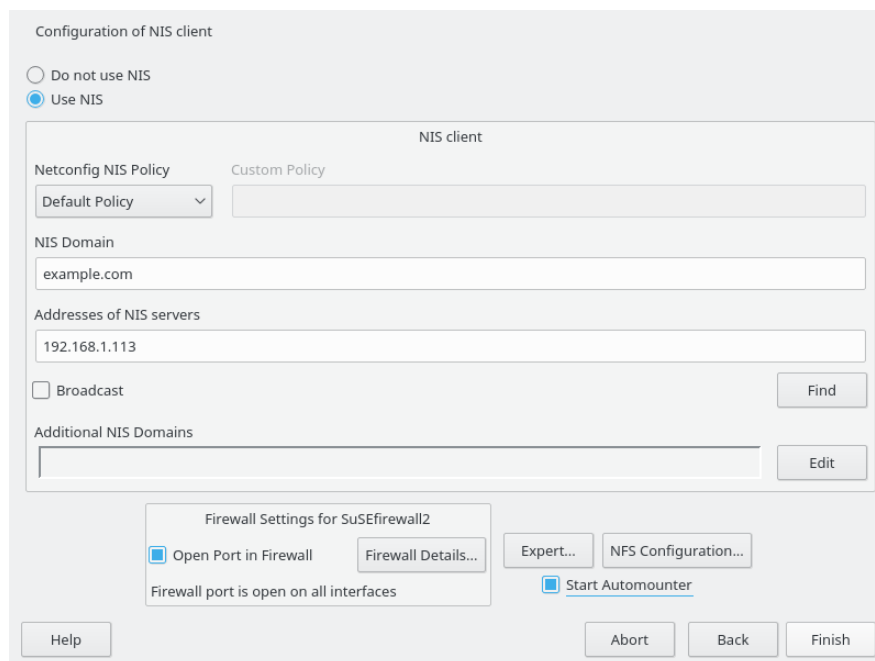 Configuration of NIS client
Do not use NIS
Use NIS
NIS client
Netconfig NIS Policy Custom Policy
Default Policy
NIS Domain
example.com
Addresses of NIS servers
192.168.1.113
Broadcast Find
Additional NIS Domains
Edit
Firewall Settings for SuSEfirewall2
Open Port in Firewall Firewall Details... Expert... NFS Configuration...
Firewall port is open on all interfaces Start Automounter
Help Abort Back Finish